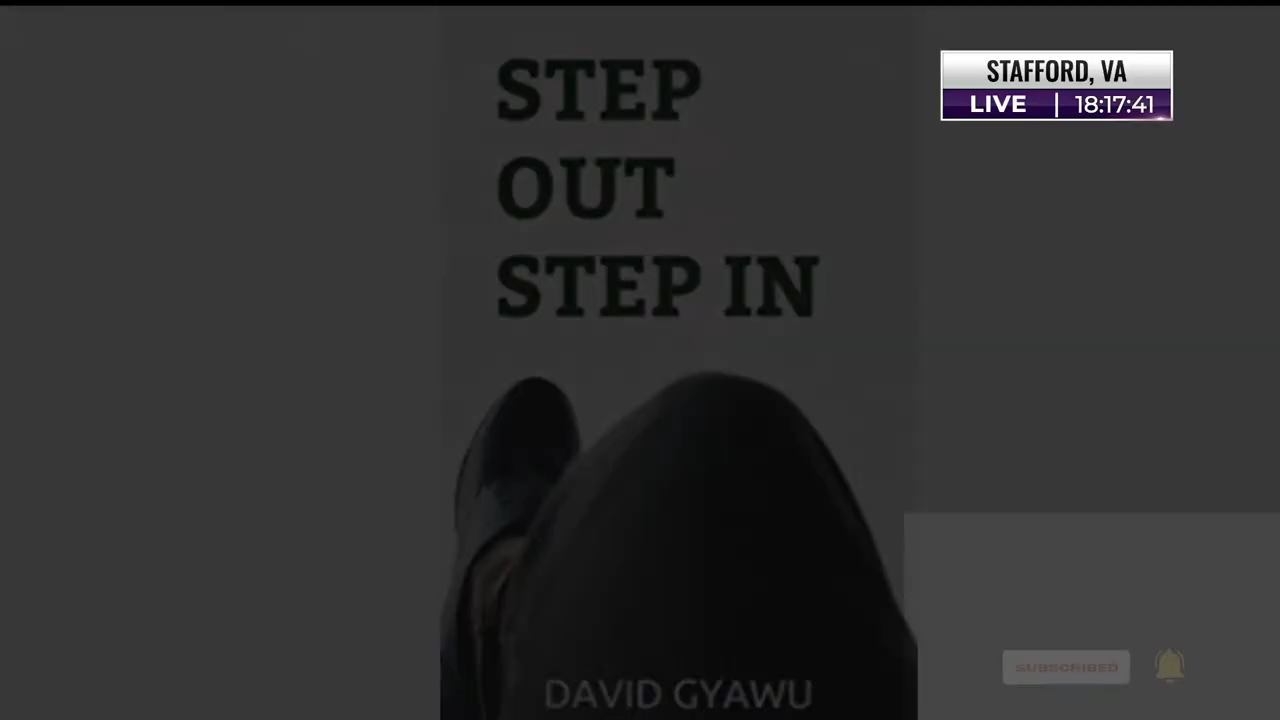 STEP
OUT
STEP IN
DAVID GYAWU
STAFFORD, VA
LIVE | 18:17:41
SUBSCRIBED